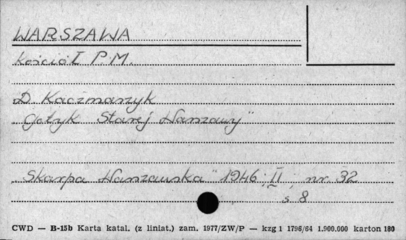 WARSZAWA
Kościół P M.
D. Kaczmarzyk
"Gotyk Starej Warszawy"
"Skarpa Warszawska" 1946 II nr. 32
s 8
CWD — B-15b Karta katal. (z liniat.) zam. 1977/ZW/P — kzg 1 1796/64 1.900.000 karton 180